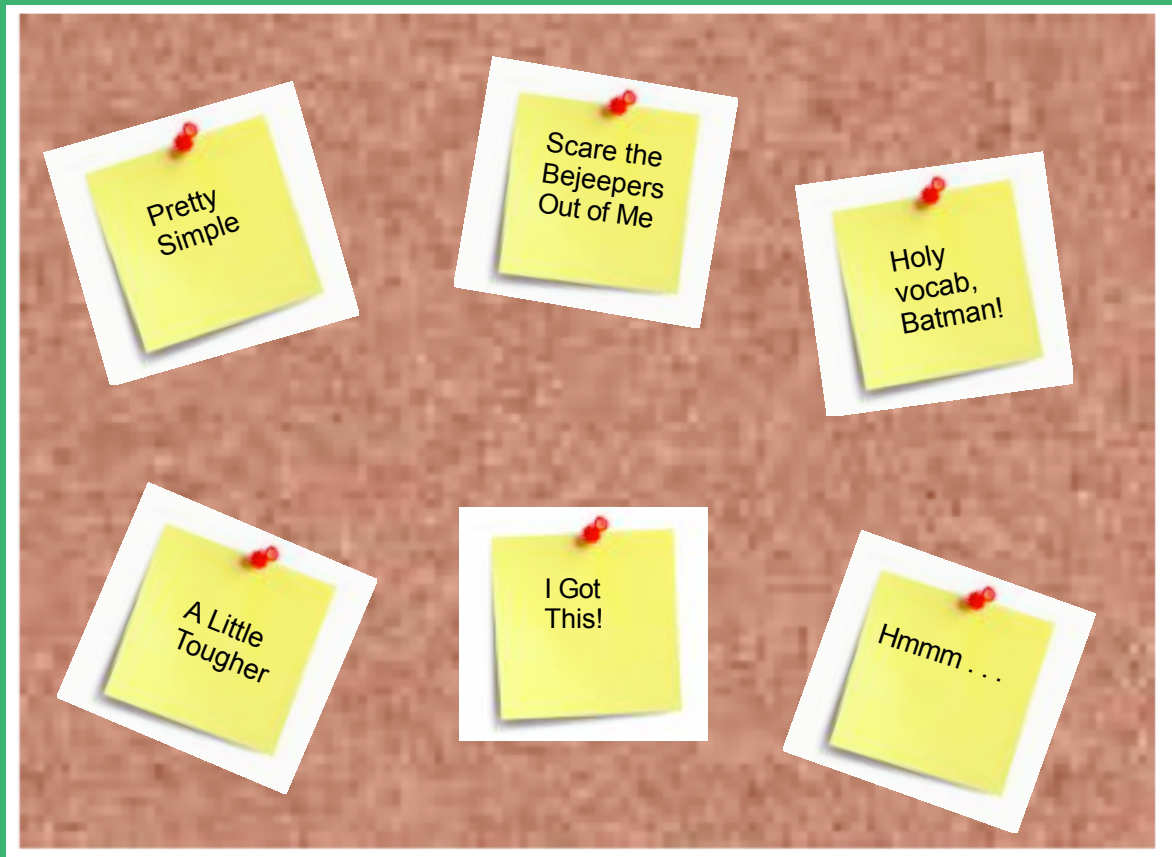 Pretty
Simple
Scare the
Bejeepers
Out of Me
Holy
vocab,
Batman!
A Little
Tougher
I Got
This!
Hmmm . . .